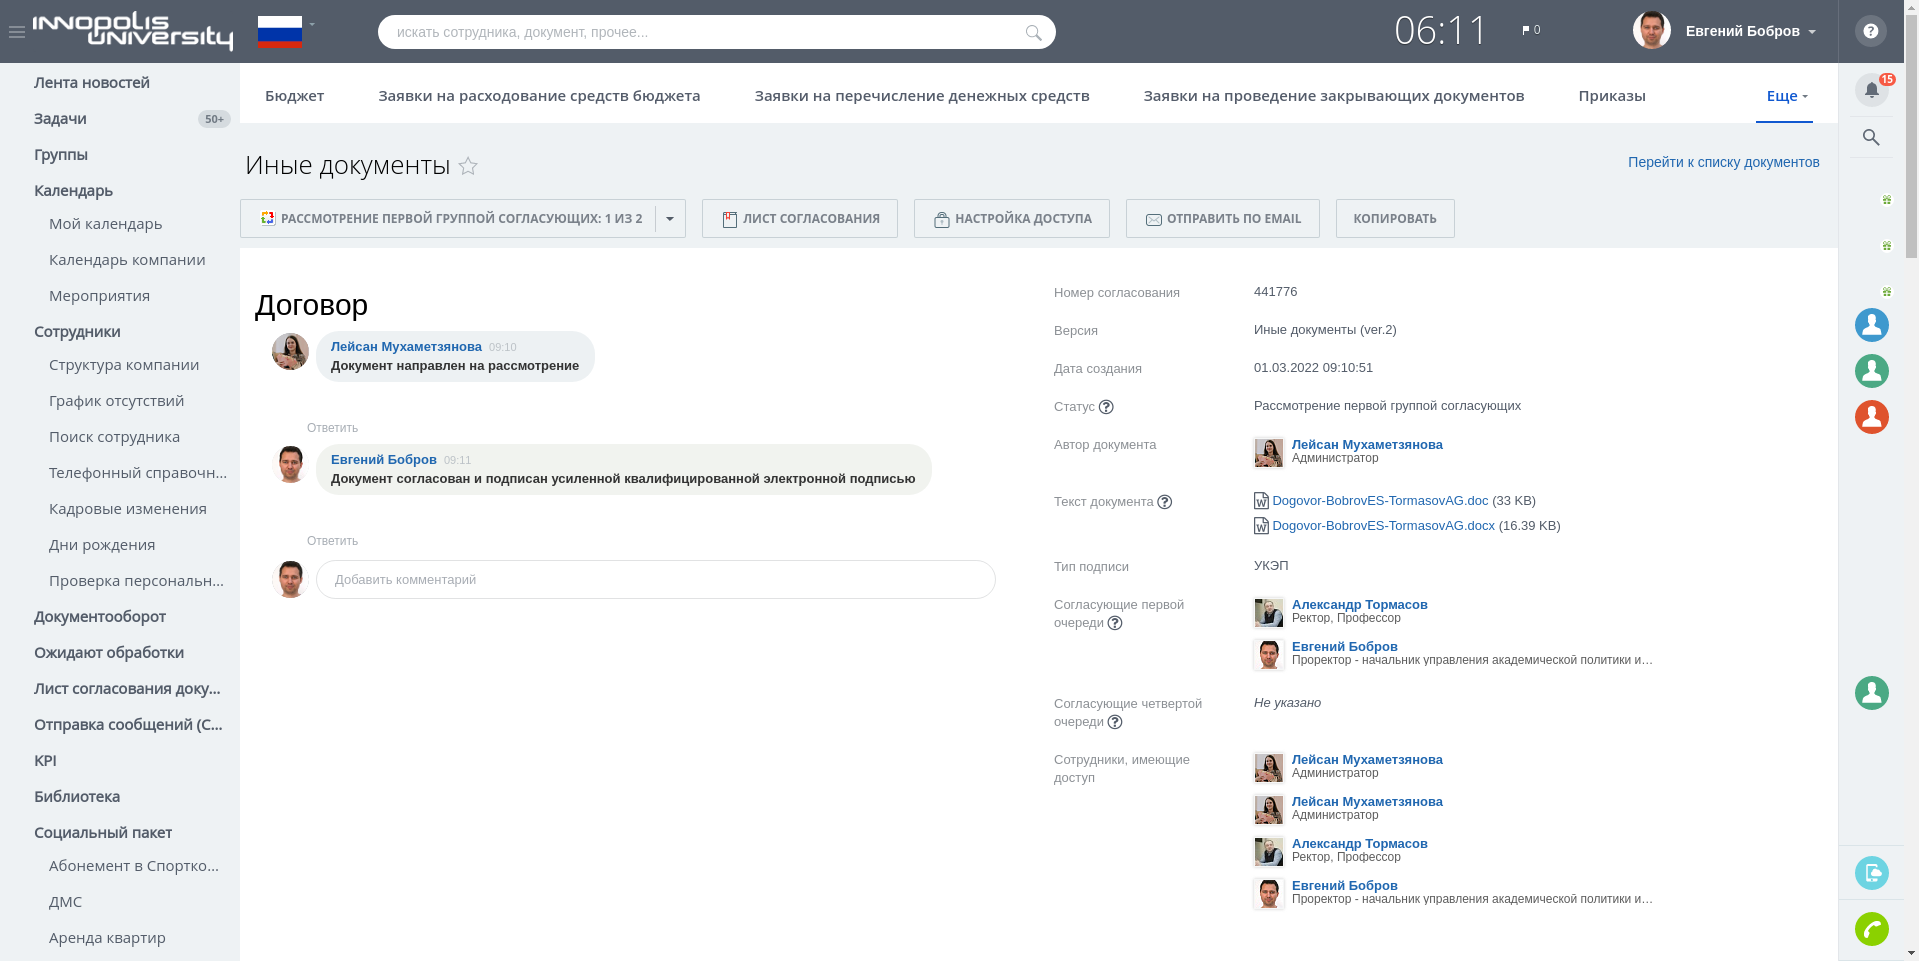 INNOPOLIS
UNIVERSITY
искать сотрудника, документ, прочее...
06:11
0
Евгений Бобров
?
15
Лента новостей
Задачи
50+
Группы
Календарь
Мой календарь
Календарь компании
Мероприятия
Сотрудники
Структура компании
График отсутствий
Поиск сотрудника
Телефонный справочн...
Кадровые изменения
Дни рождения
Проверка персональн...
Документооборот
Ожидают обработки
Лист согласования доку...
Отправка сообщений (С...
KPI
Библиотека
Социальный пакет
Абонемент в Спортко...
ДМС
Аренда квартир
Бюджет
Заявки на расходование средств бюджета
Заявки на перечисление денежных средств
Заявки на проведение закрывающих документов
Приказы
Еще
Иные документы
Перейти к списку документов
РАССМОТРЕНИЕ ПЕРВОЙ ГРУППОЙ СОГЛАСУЮЩИХ: 1 ИЗ 2
ЛИСТ СОГЛАСОВАНИЯ
НАСТРОЙКА ДОСТУПА
ОТПРАВИТЬ ПО EMAIL
КОПИРОВАТЬ
Договор
Лейсан Мухаметзянова 09:10
Документ направлен на рассмотрение
Ответить
Евгений Бобров 09:11
Документ согласован и подписан усиленной квалифицированной электронной подписью
Ответить
Добавить комментарий
Номер согласования 441776
Версия Иные документы (ver.2)
Дата создания 01.03.2022 09:10:51
Статус ? Рассмотрение первой группой согласующих
Автор документа Лейсан Мухаметзянова
Администратор
Текст документа ? Dogovor-BobrovES-TormasovAG.doc (33 KB)
Dogovor-BobrovES-TormasovAG.docx (16.39 KB)
Тип подписи УКЭП
Согласующие первой
очереди ?
Александр Тормасов
Ректор, Профессор
Евгений Бобров
Проректор - начальник управления академической политики и…
Согласующие четвертой
очереди ?
Не указано
Сотрудники, имеющие
доступ
Лейсан Мухаметзянова
Администратор
Лейсан Мухаметзянова
Администратор
Александр Тормасов
Ректор, Профессор
Евгений Бобров
Проректор - начальник управления академической политики и…